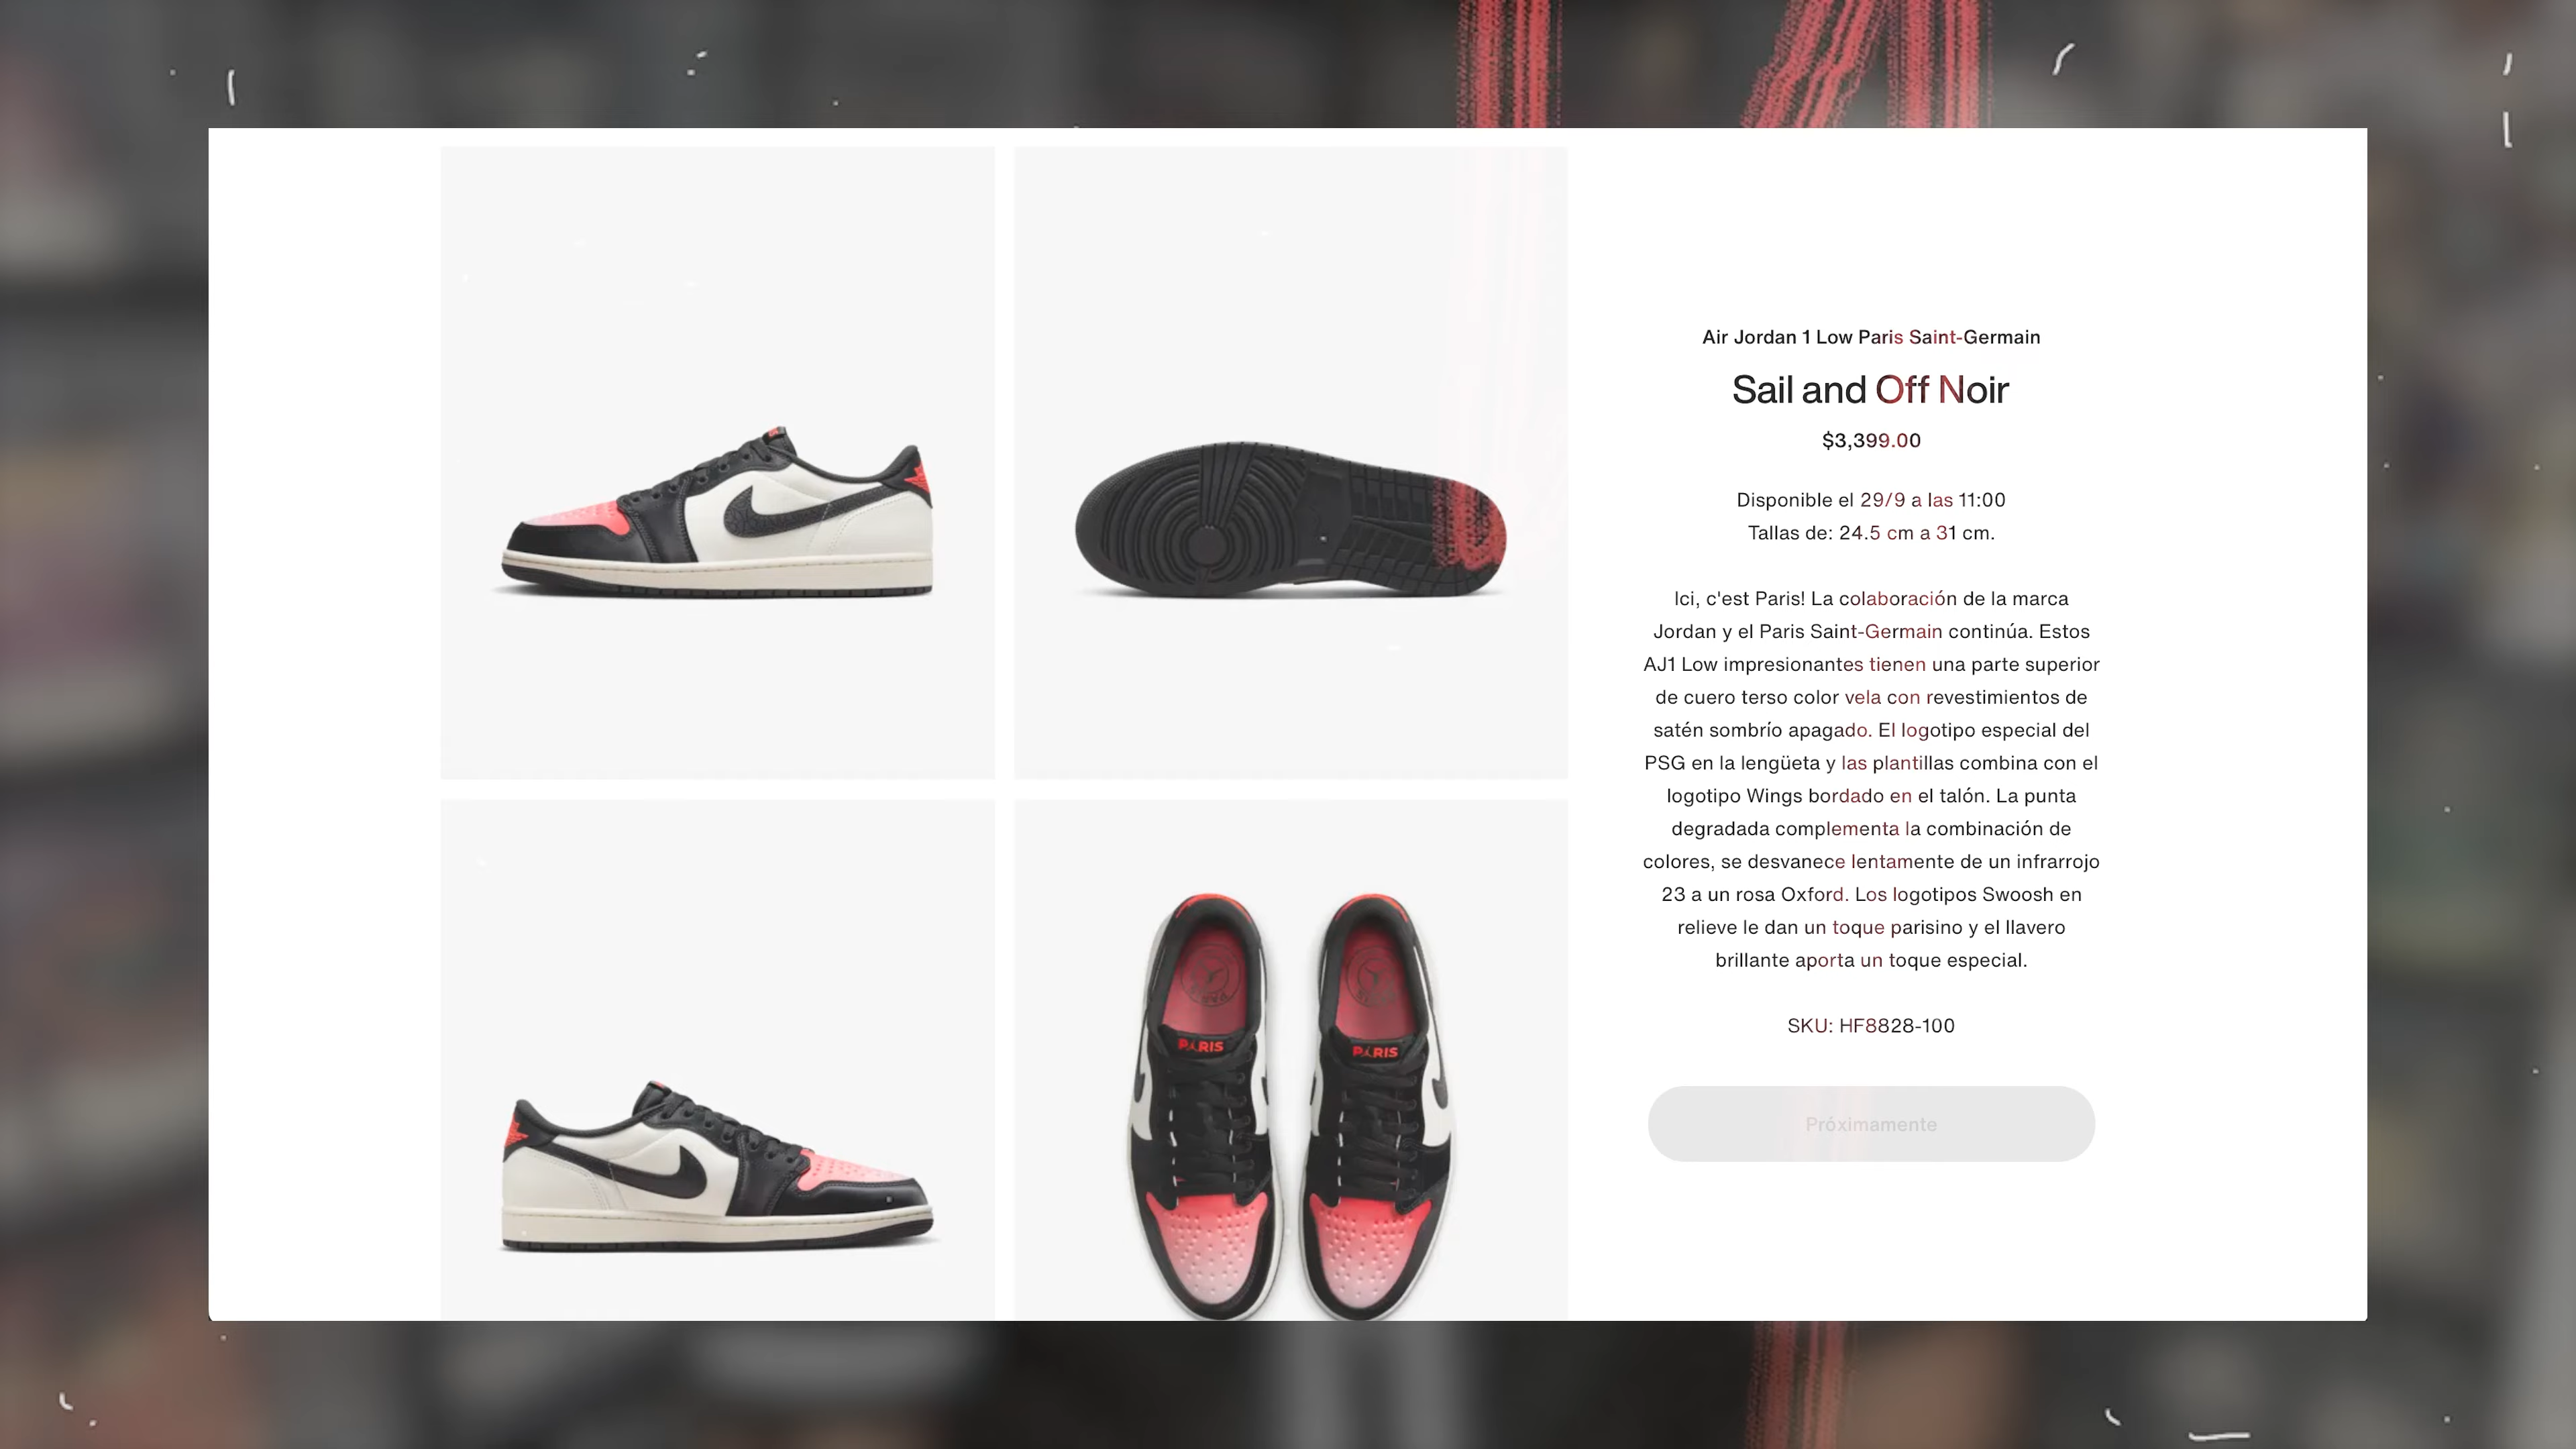 Air Jordan 1 Low Paris Saint-Germain
Sail and Off Noir
$3,399.00
Disponible el 29/9 a las 11:00
Tallas de: 24.5 cm a 31 cm.
Ici, c'est Paris! La colaboración de la marca
Jordan y el Paris Saint-Germain continúa. Estos
AJ1 Low impresionantes tienen una parte superior
de cuero terso color vela con revestimientos de
satén sombrío apagado. El logotipo especial del
PSG en la lengüeta y las plantillas combina con el
logotipo Wings bordado en el talón. La punta
degradada complementa la combinación de
colores, se desvanece lentamente de un infrarrojo
23 a un rosa Oxford. Los logotipos Swoosh en
relieve le dan un toque parisino y el llavero
brillante aporta un toque especial.
SKU: HF8828-100
Próximamente
PARIS
PARIS
PARIS
PARIS